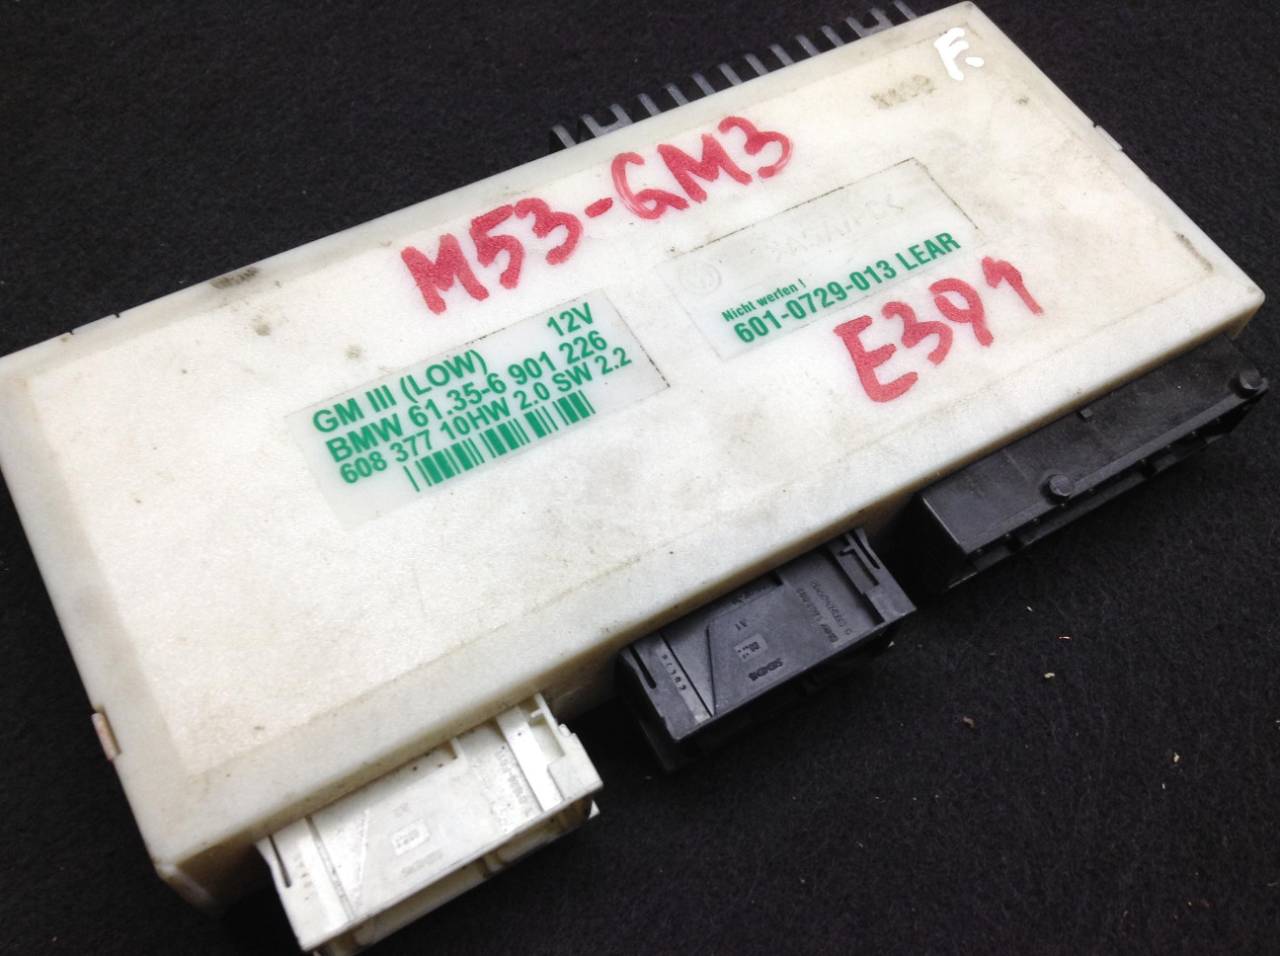 F.
M53-GM3
Nicht werfen !
601-0729-013 LEAR
E391
GM III (LOW) 12V
BMW 61.35-6 901 226
608 377 10HW 2.0 SW 2.2